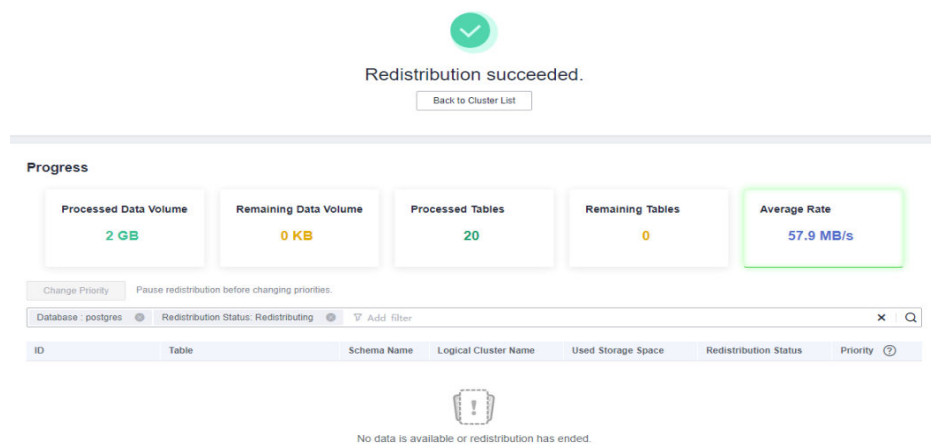 Redistribution succeeded.
Back to Cluster List
Progress
Processed Data Volume Remaining Data Volume Processed Tables Remaining Tables Average Rate
2 GB 0 KB 20 0 57.9 MB/s
Change Priority Pause redistribution before changing priorities.
Database : postgres Redistribution Status: Redistributing Add filter
ID Table Schema Name Logical Cluster Name Used Storage Space Redistribution Status Priority ?
!
No data is available or redistribution has ended.